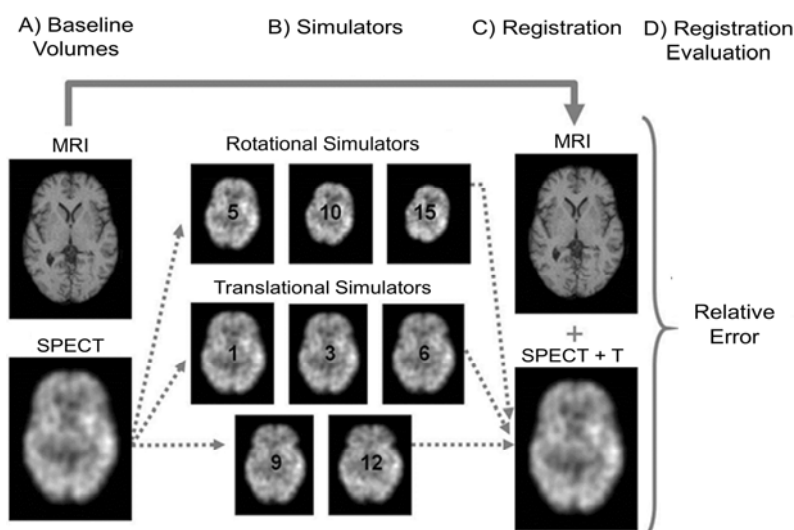 A) Baseline
Volumes
B) Simulators
C) Registration
D) Registration
Evaluation
MRI
Rotational Simulators
MRI
5
10
15
Translational Simulators
SPECT
1
3
6
+
SPECT + T
Relative
Error
9
12